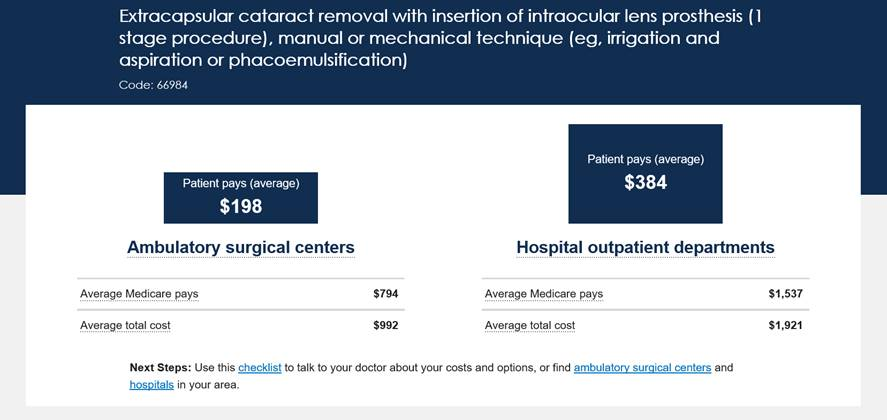 Extracapsular cataract removal with insertion of intraocular lens prosthesis (1
stage procedure), manual or mechanical technique (eg, irrigation and
aspiration or phacoemulsification)
Code: 66984
Patient pays (average)
$198
Ambulatory surgical centers
Average Medicare pays $794
Average total cost $992
Patient pays (average)
$384
Hospital outpatient departments
Average Medicare pays $1,537
Average total cost $1,921
Next Steps: Use this checklist to talk to your doctor about your costs and options, or find ambulatory surgical centers and
hospitals in your area.